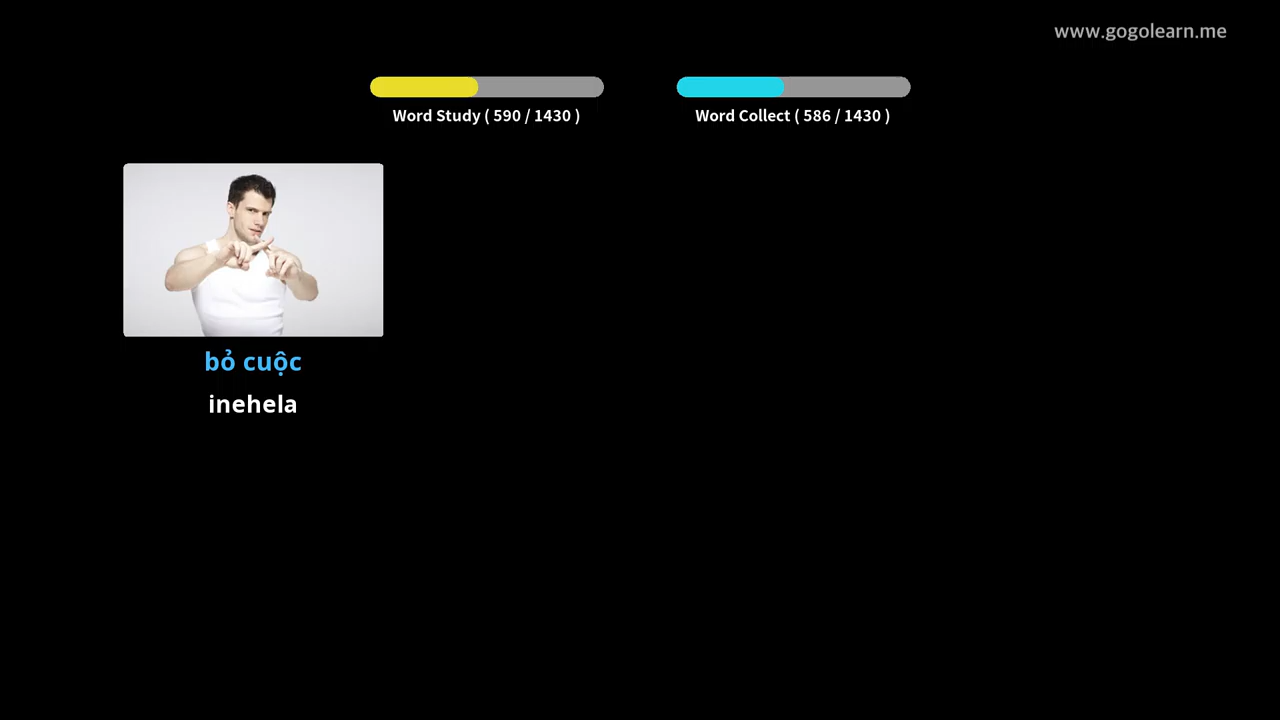 www.gogolearn.me
Word Study ( 590 / 1430 )
Word Collect ( 586 / 1430 )
bỏ cuộc
inehela